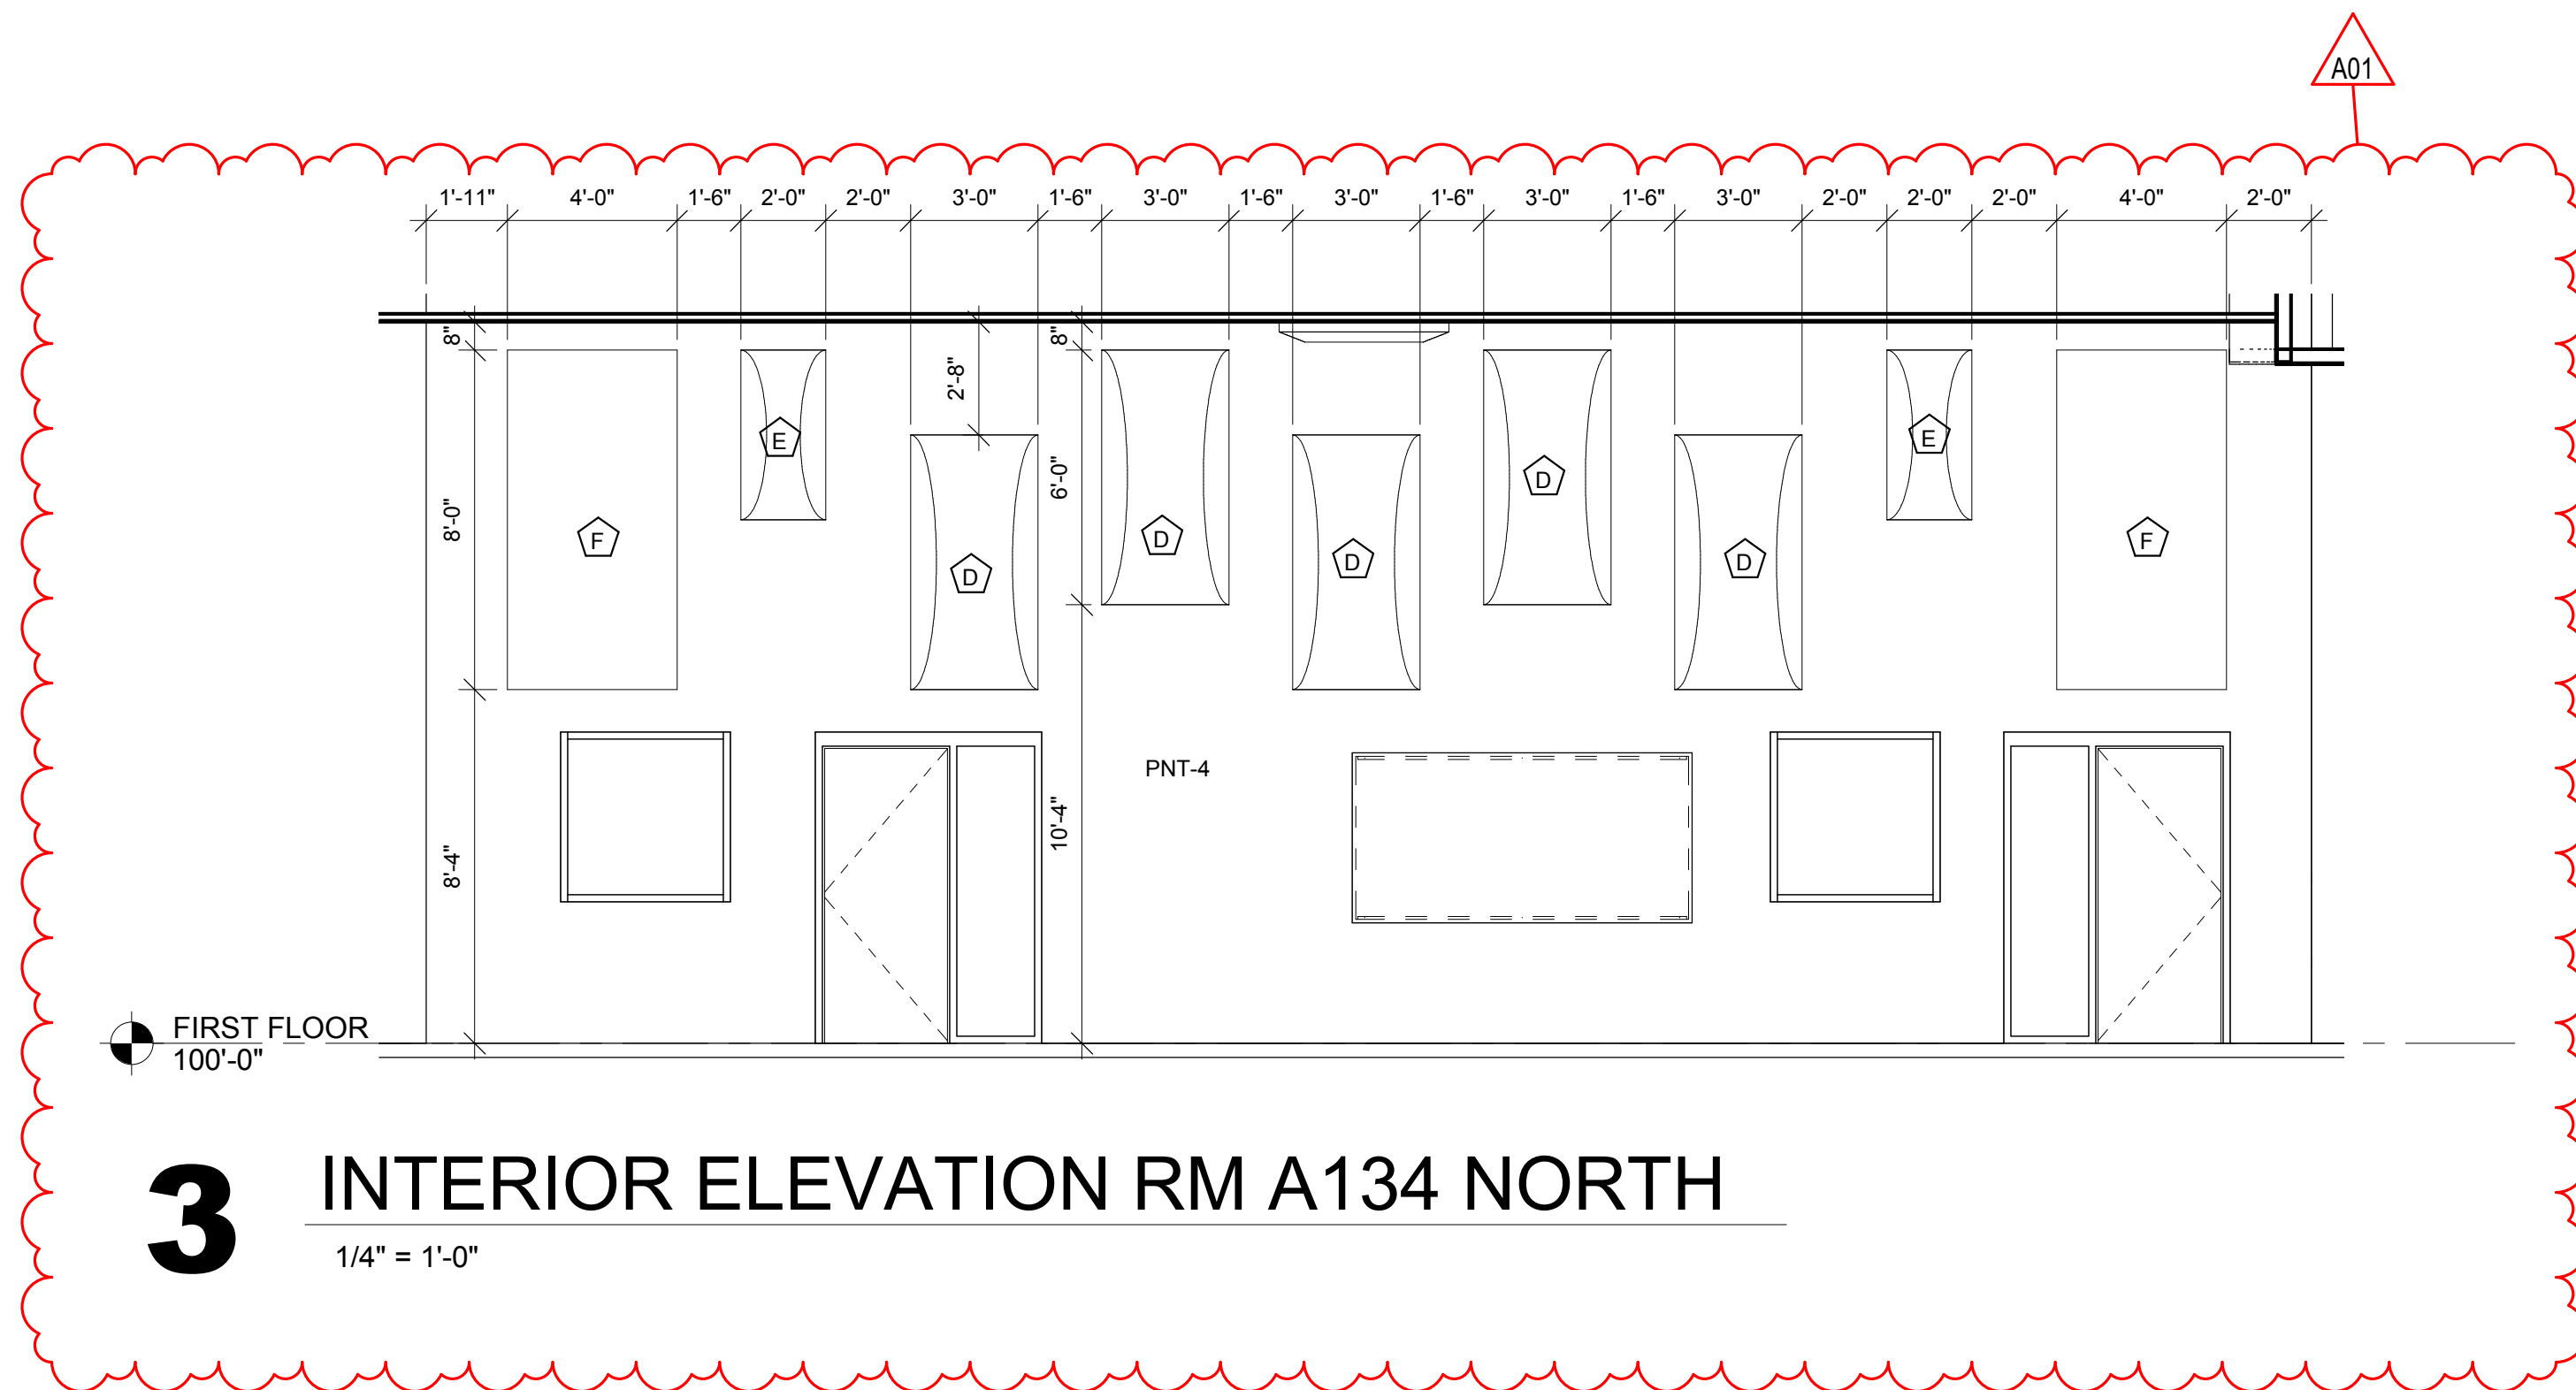 A01
1'-11" 4'-0" 1'-6" 2'-0" 2'-0" 3'-0" 1'-6" 3'-0" 1'-6" 3'-0" 1'-6" 3'-0" 1'-6" 3'-0" 2'-0" 2'-0" 2'-0" 4'-0" 2'-0"
8" 8"
2'-8"
E E
6'-0" D
8'-0" F D D D F
D
PNT-4
10'-4"
8'-4"
FIRST FLOOR
100'-0"
3 INTERIOR ELEVATION RM A134 NORTH
1/4" = 1'-0"